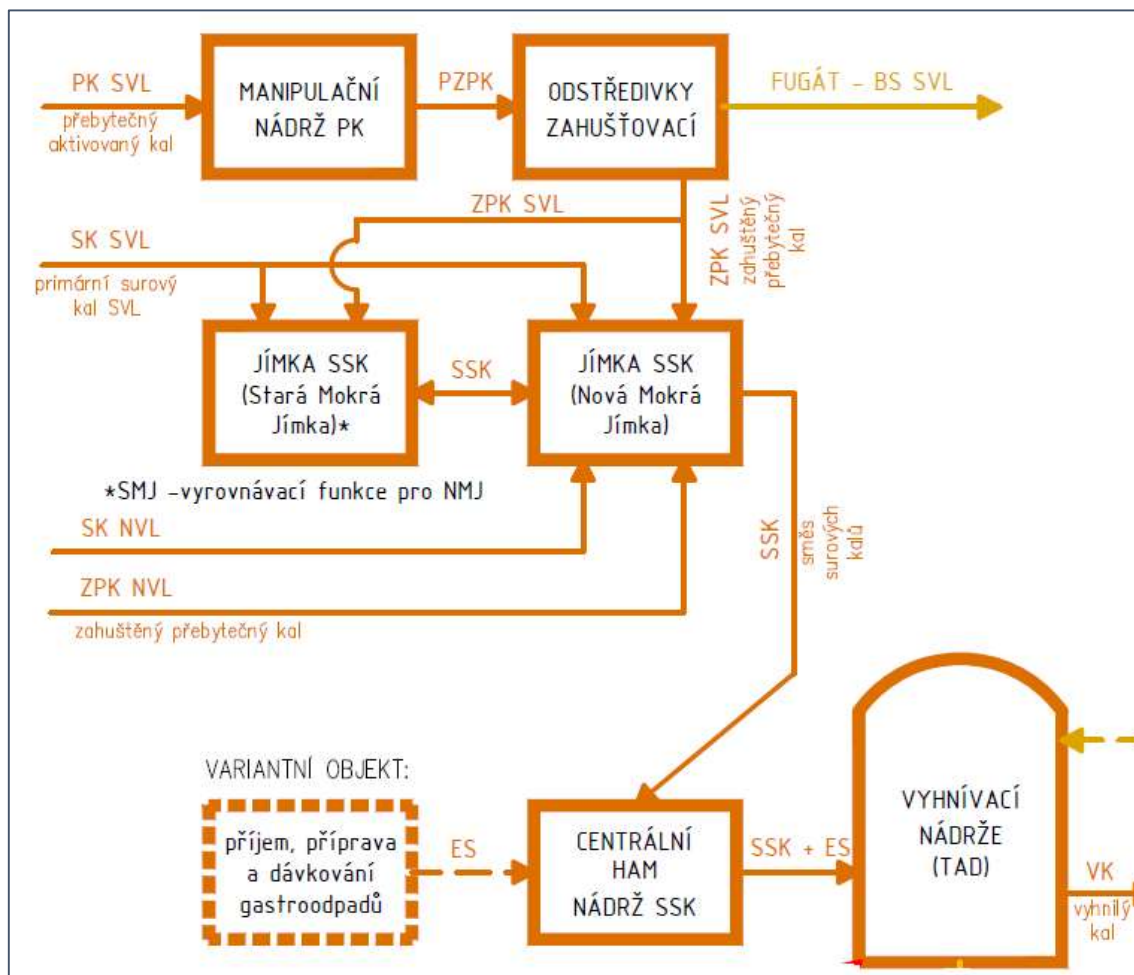 PK SVL
přebytečný
aktivovaný kal
MANIPULAČNÍ
NÁDRŽ PK
PZPK
ODSTŘEDIVKY
ZAHUŠŤOVACÍ
FUGÁT - BS SVL
ZPK SVL
ZPK SVL
zahuštěný
přebytečný
kal
SK SVL
primární surový
kal SVL
JÍMKA SSK
(Stará Mokrá
Jímka)*
SSK
JÍMKA SSK
(Nová Mokrá
Jímka)
*SMJ -vyrovnávací funkce pro NMJ
SK NVL
ZPK NVL
zahuštěný přebytečný kal
SSK
směs
surových
kalů
VARIANTNÍ OBJEKT:
příjem, příprava
a dávkování
gastroodpadů
ES
CENTRÁLNÍ
HAM
NÁDRŽ SSK
SSK + ES
VYHNÍVACÍ
NÁDRŽE
(TAD)
VK
vyhnilý
kal